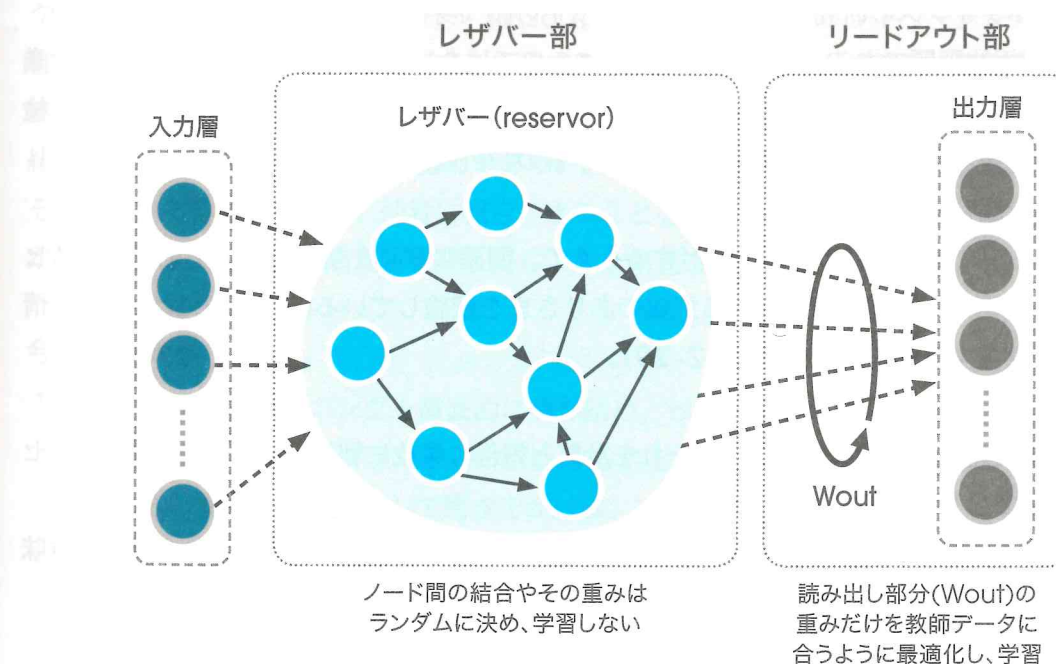 レザバー部
リードアウト部
レザバー(reservor)
入力層
出力層
Wout
ノード間の結合やその重みは
ランダムに決め、学習しない
読み出し部分(Wout)の
重みだけを教師データに
合うように最適化し、学習